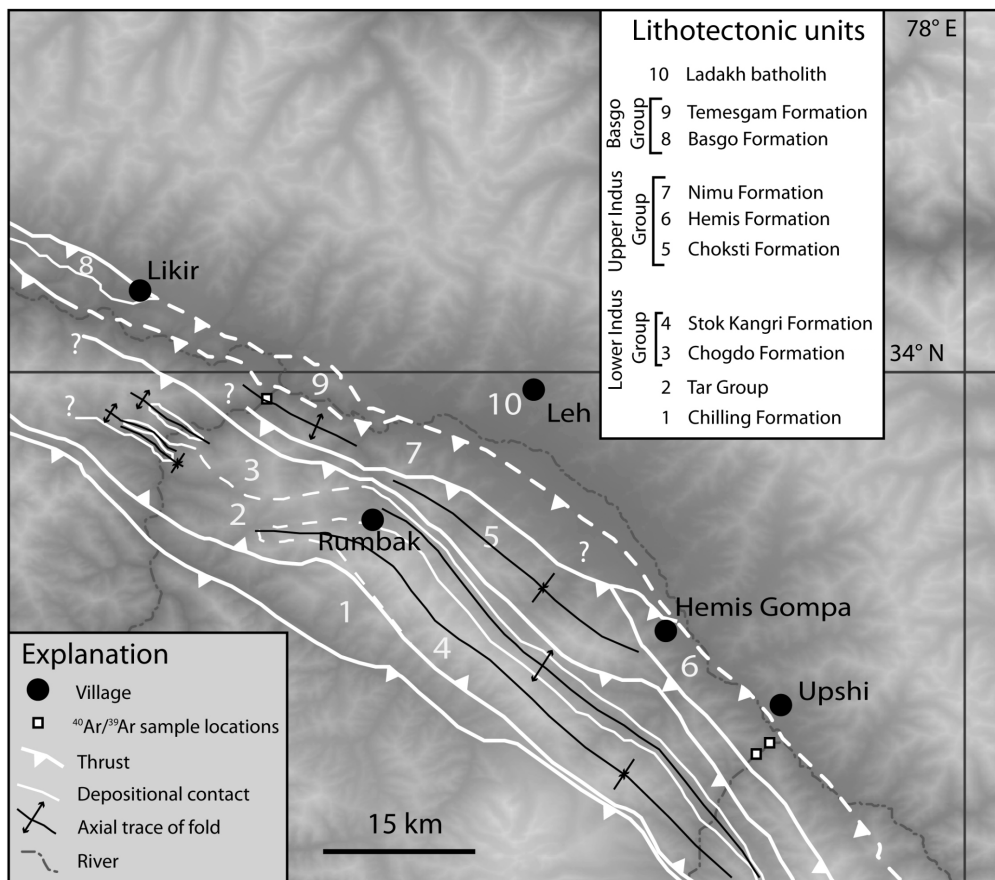 Lithotectonic units
10 Ladakh batholith
Basgo Group
9 Temesgam Formation
8 Basgo Formation
Upper Indus Group
7 Nimu Formation
6 Hemis Formation
5 Choksti Formation
Lower Indus Group
4 Stok Kangri Formation
3 Chogdo Formation
2 Tar Group
1 Chilling Formation
78° E
34° N
8
Likir
?
9
?
10
Leh
?
7
3
2
Rumbak
5
?
Hemis Gompa
1
4
6
Upshi
Explanation
Village
⁴⁰Ar/³⁹Ar sample locations
Thrust
Depositional contact
Axial trace of fold
River
15 km